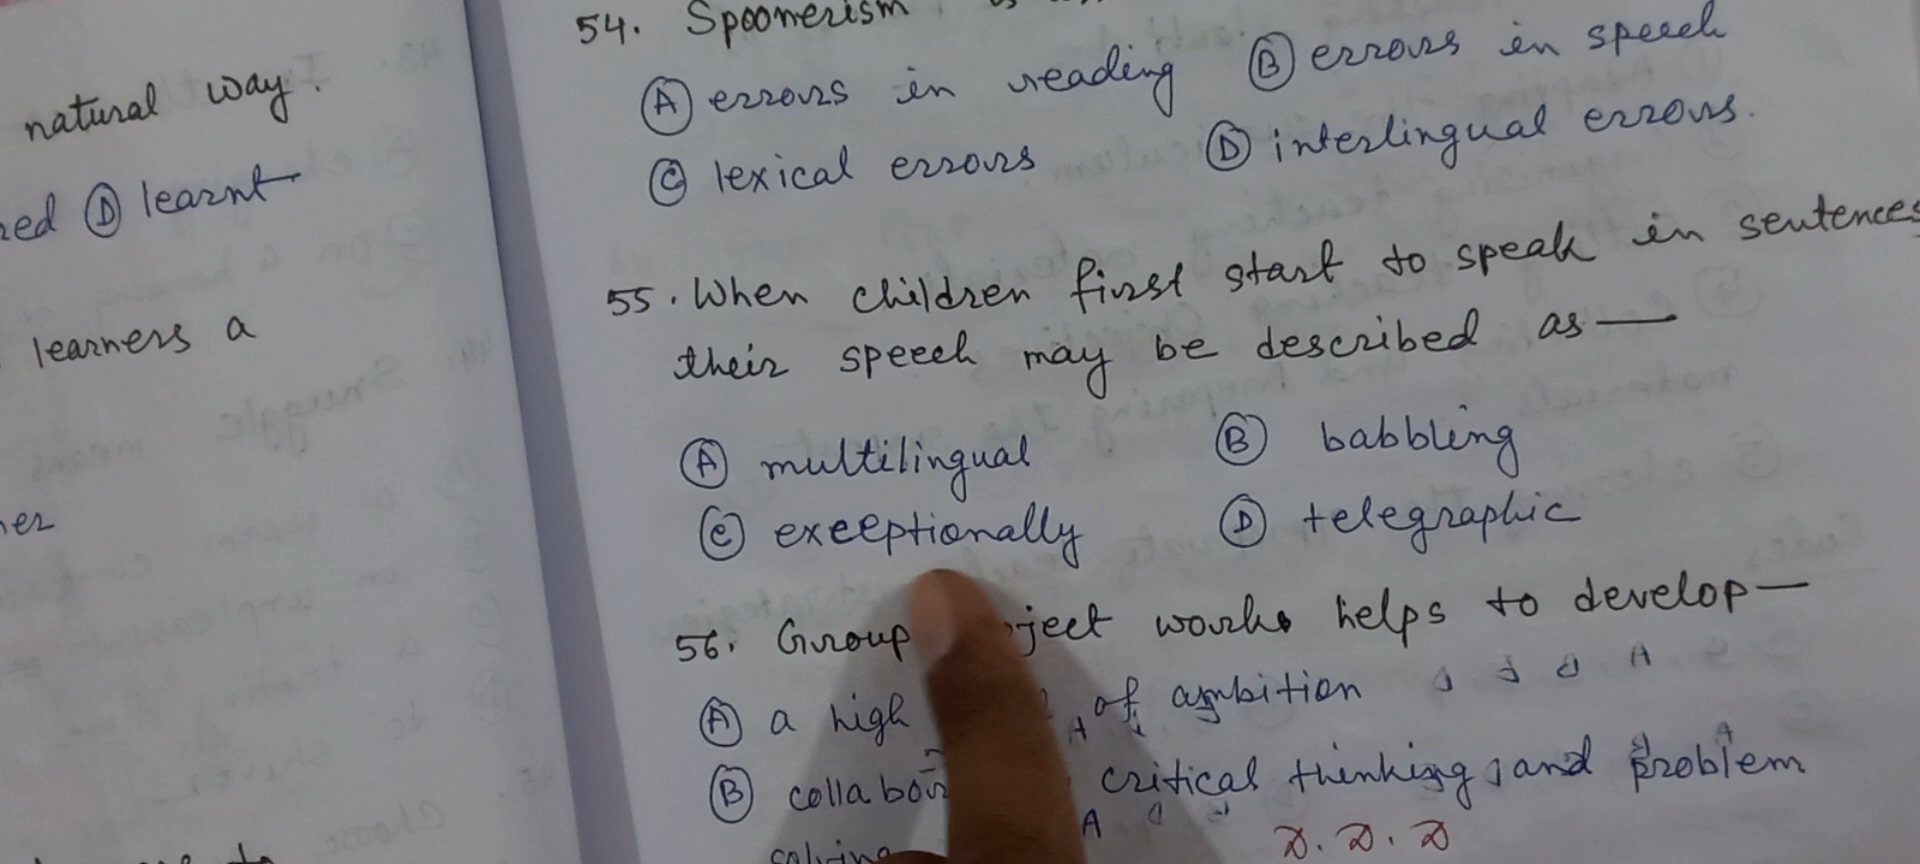 natural way.
ed Ⓓ learnt
learners a
er
54. Spoonerism
Ⓐ errors in reading Ⓑ errors in speech
Ⓒ lexical errors Ⓓ interlingual errors.
55. When children first start to speak in sentences
their speech may be described as —
Ⓐ multilingual Ⓑ babbling
Ⓒ exceptionally Ⓓ telegraphic
56. Group ject works helps to develop —
Ⓐ a high of ambition
Ⓑ collabor critical thinking, and problem
solving